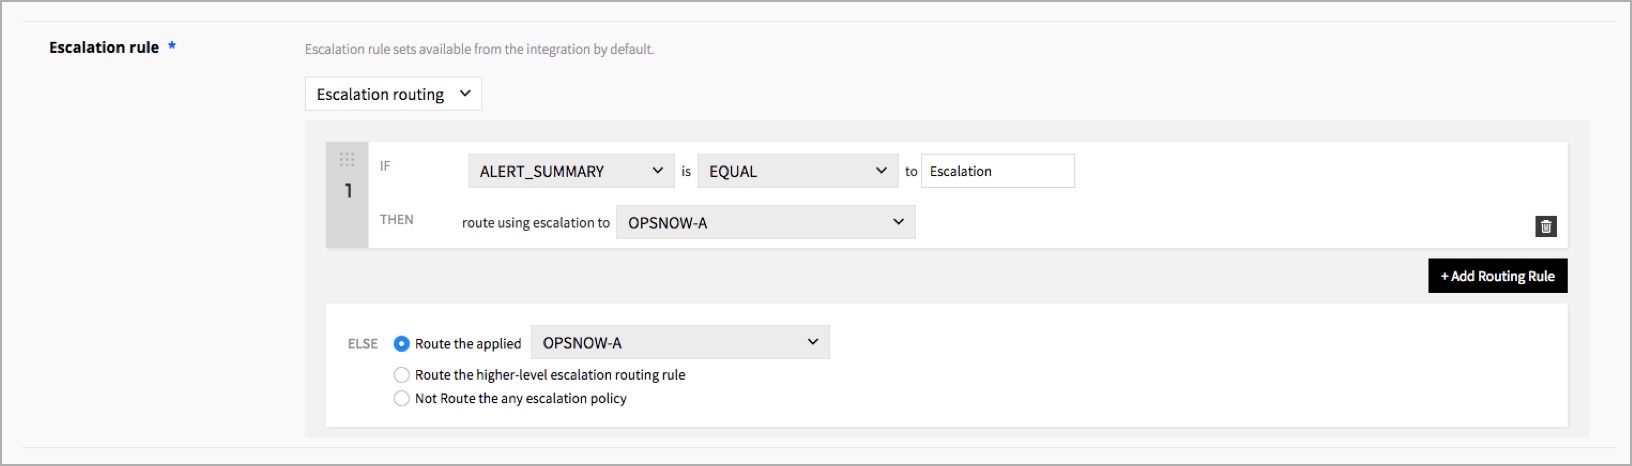 Escalation rule *
Escalation rule sets available from the integration by default.
Escalation routing
1
IF ALERT_SUMMARY is EQUAL to Escalation
THEN route using escalation to OPSNOW-A
+ Add Routing Rule
ELSE Route the applied OPSNOW-A
Route the higher-level escalation routing rule
Not Route the any escalation policy